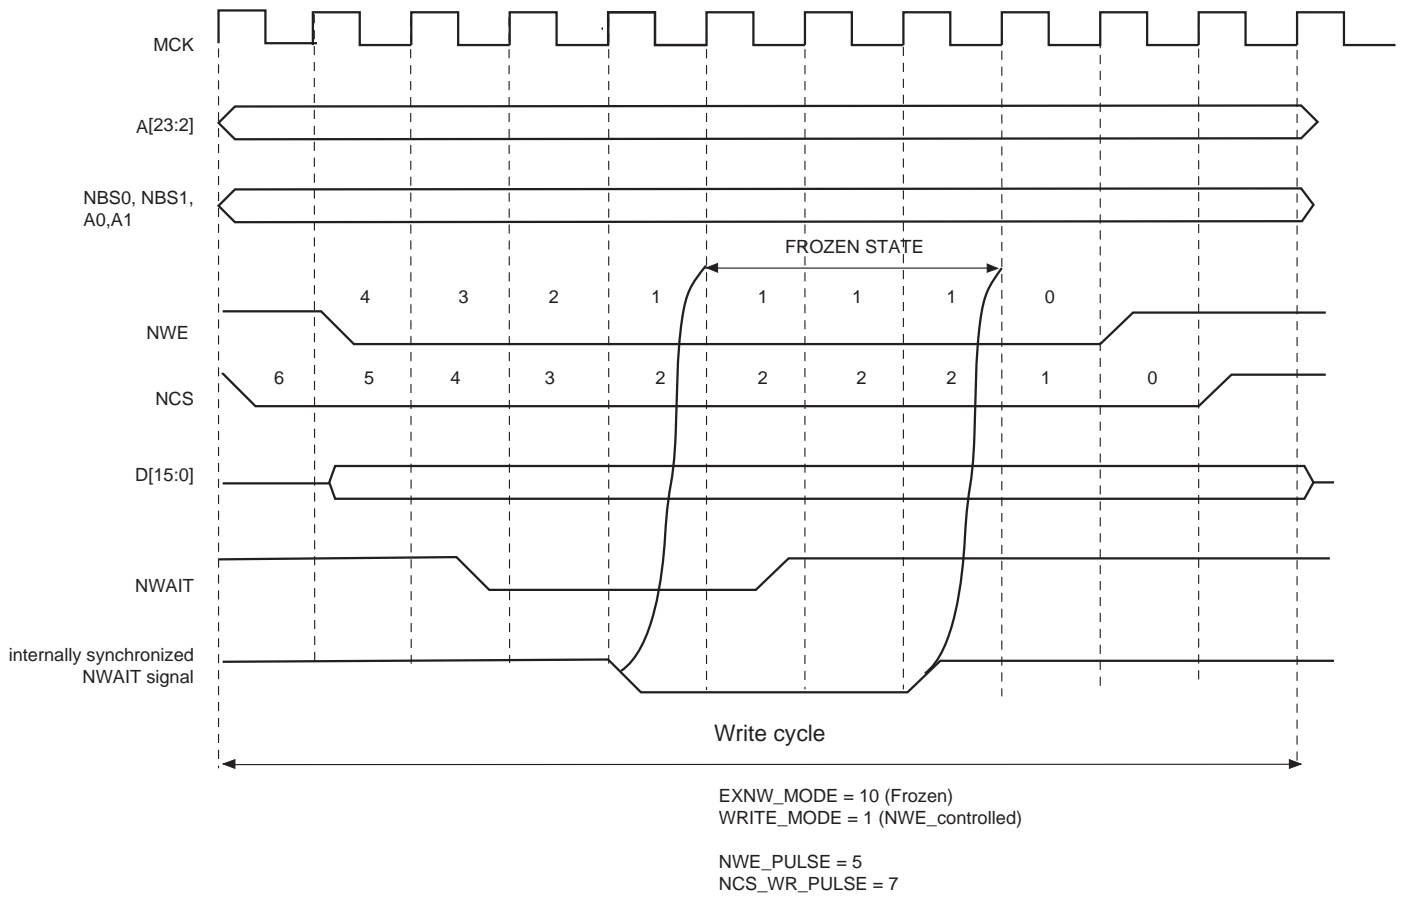 MCK
A[23:2]
NBS0, NBS1,
A0,A1
FROZEN STATE
4 3 2 1 1 1 1 0
NWE
6 5 4 3 2 2 2 2 1 0
NCS
D[15:0]
NWAIT
internally synchronized
NWAIT signal
Write cycle
EXNW_MODE = 10 (Frozen)
WRITE_MODE = 1 (NWE_controlled)
NWE_PULSE = 5
NCS_WR_PULSE = 7